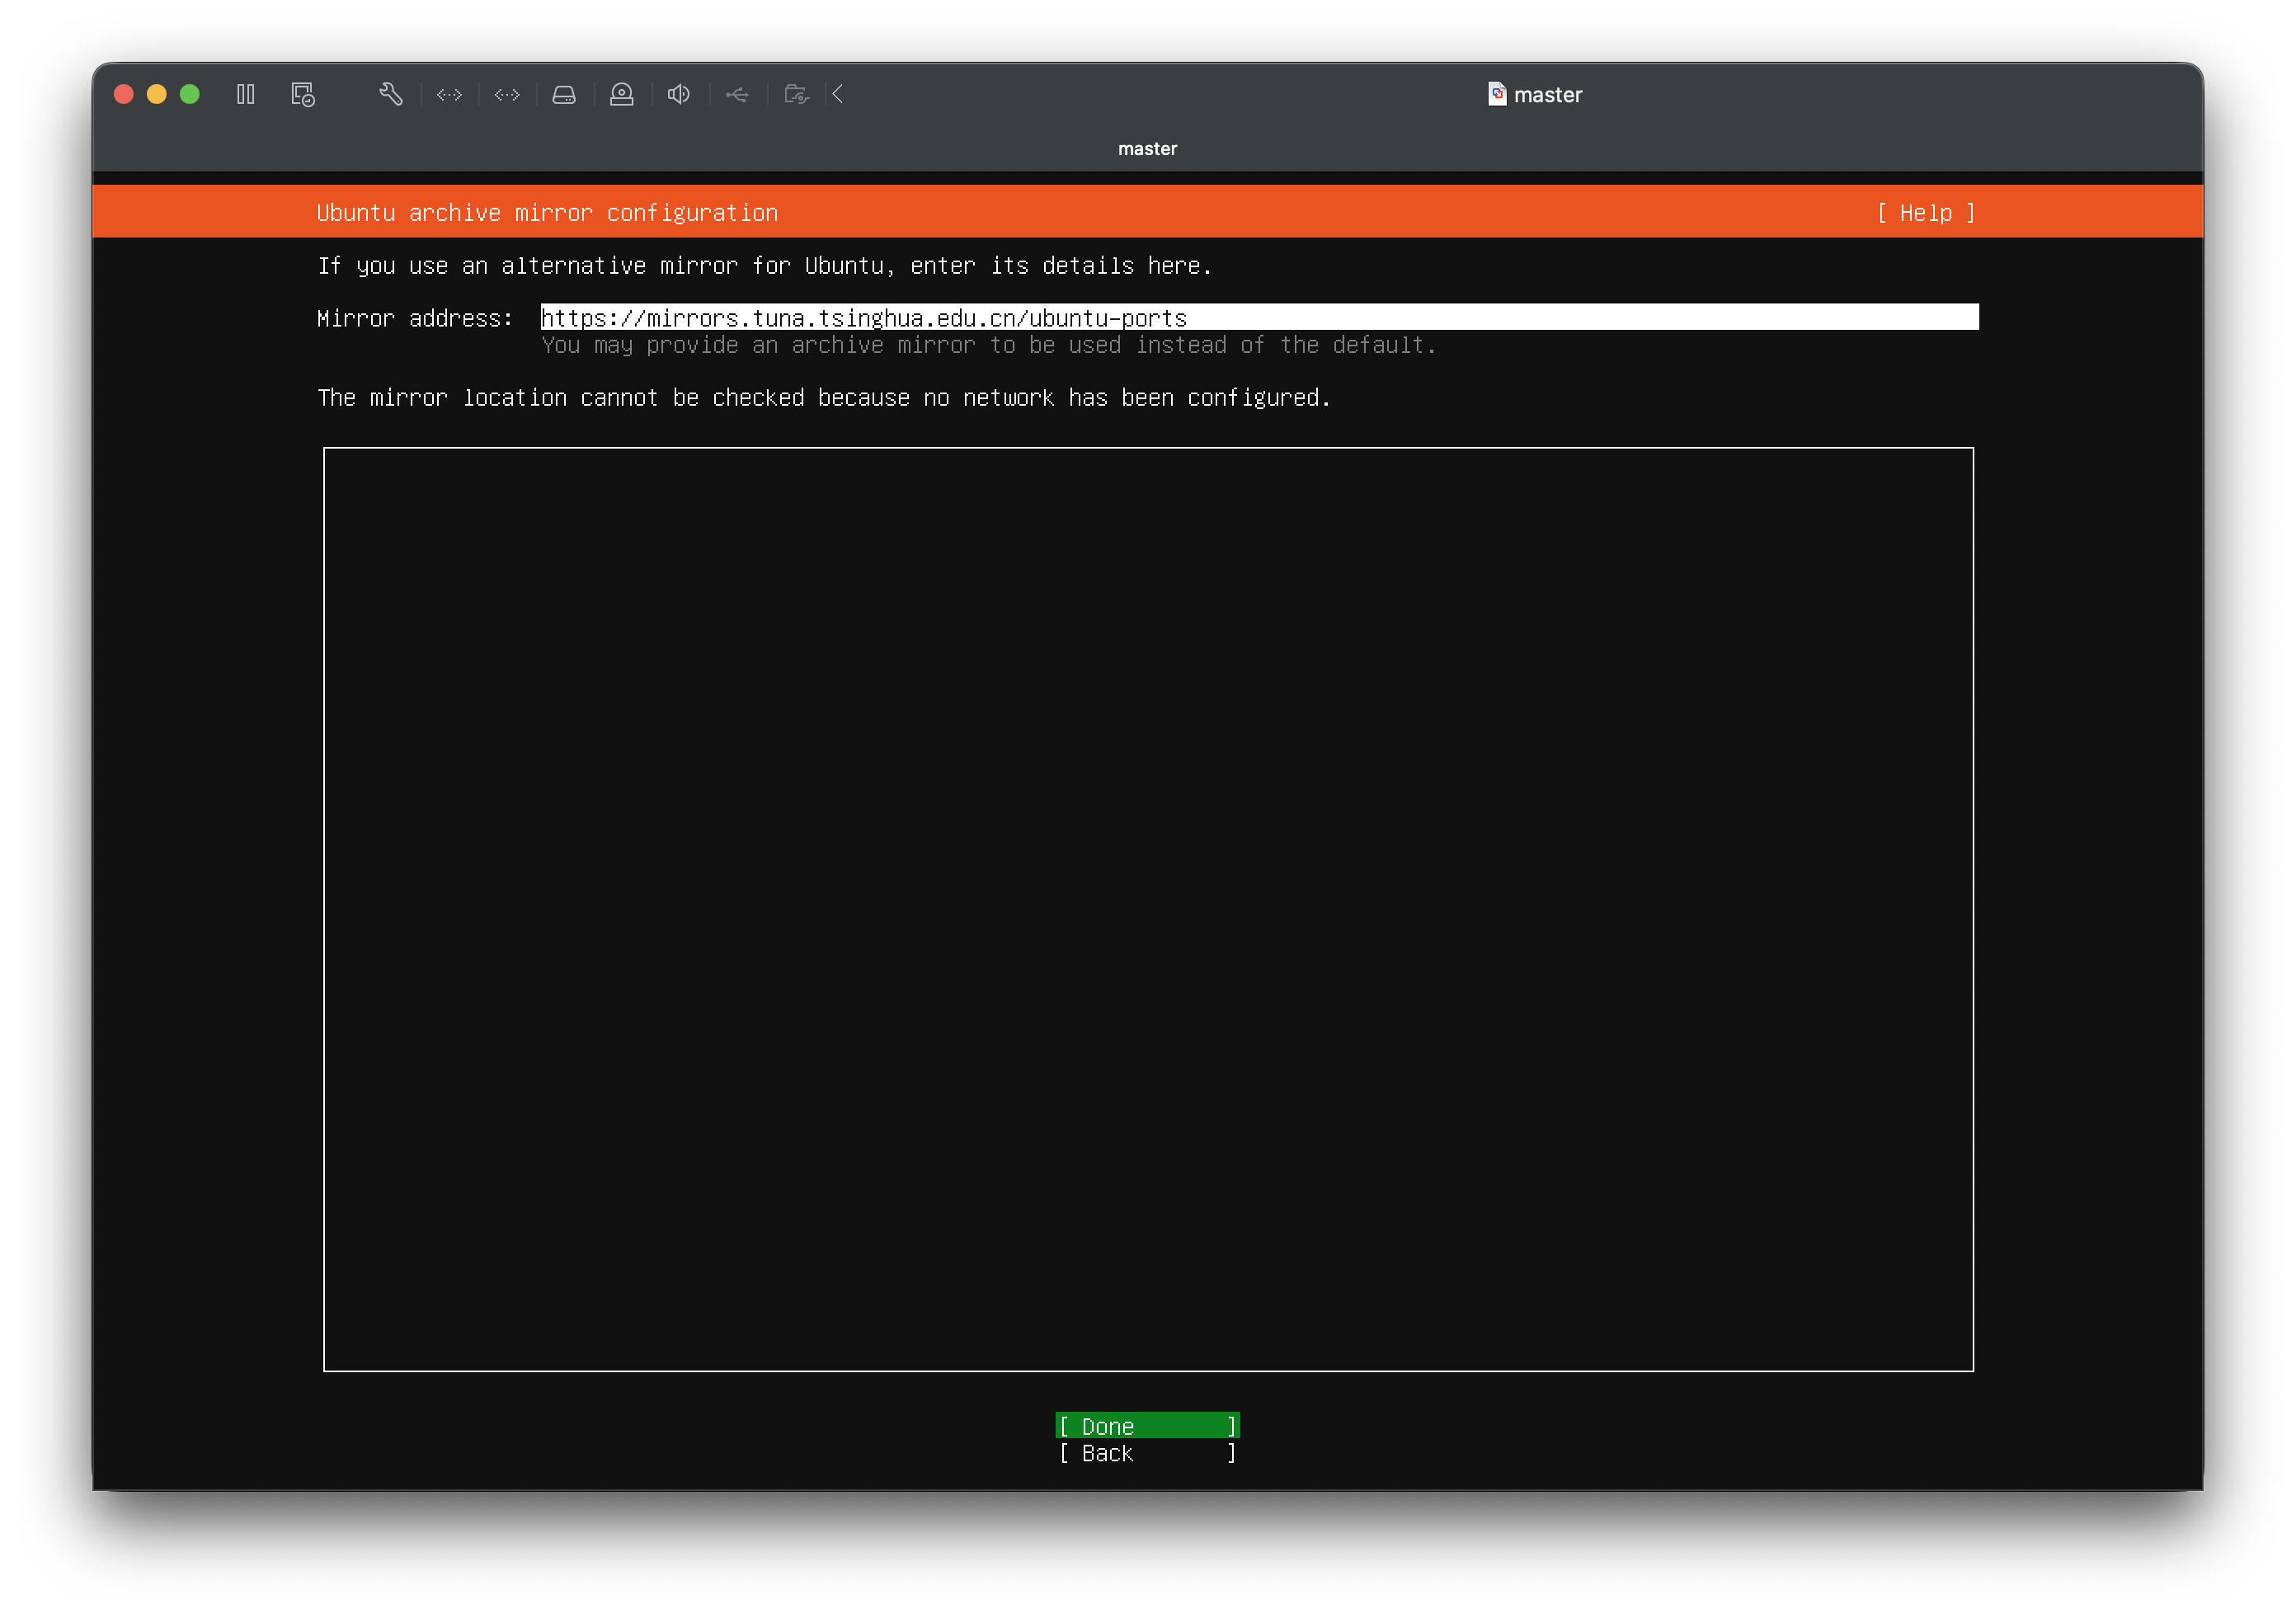 master
master
Ubuntu archive mirror configuration [ Help ]
If you use an alternative mirror for Ubuntu, enter its details here.
Mirror address: https://mirrors.tuna.tsinghua.edu.cn/ubuntu-ports
You may provide an archive mirror to be used instead of the default.
The mirror location cannot be checked because no network has been configured.
[ Done ]
[ Back ]